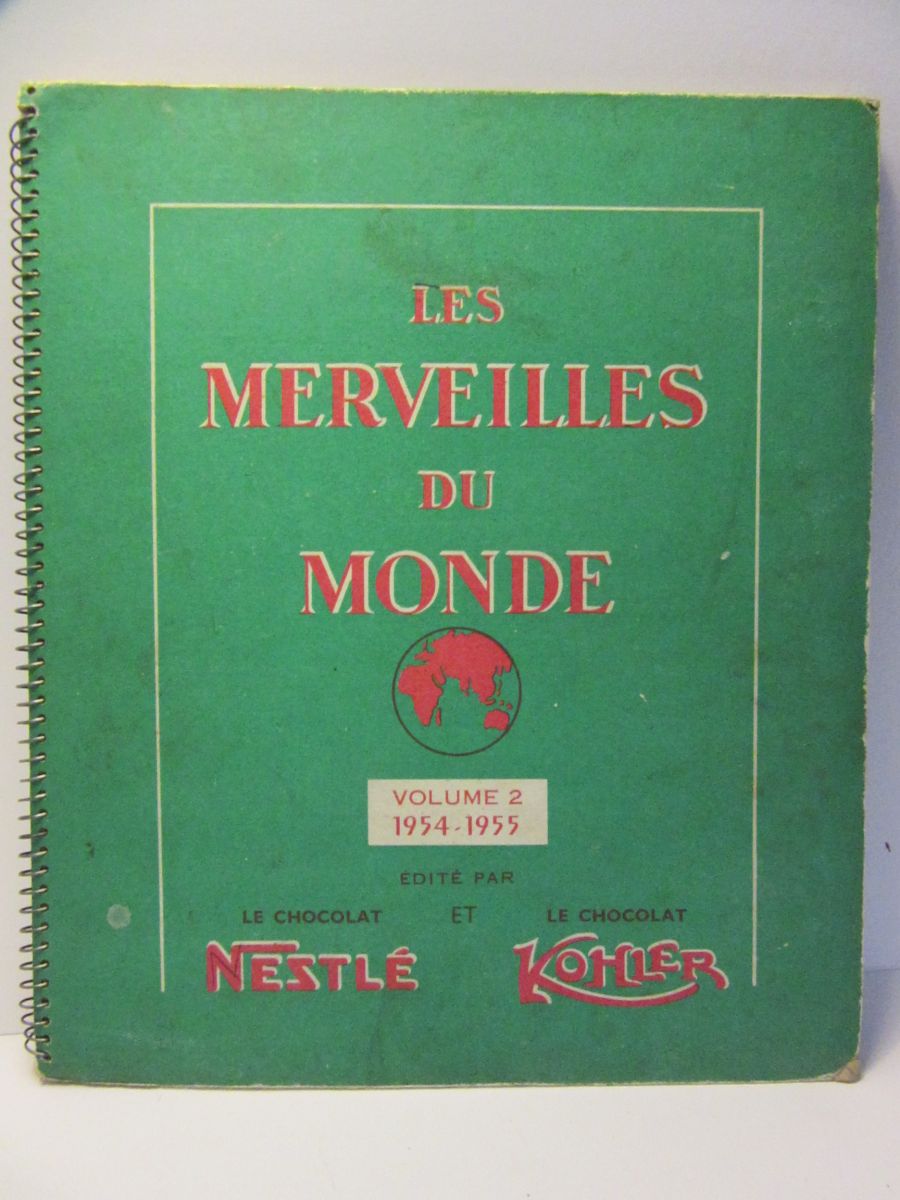 LES
MERVEILLES
DU
MONDE
VOLUME 2
1954-1955
ÉDITÉ PAR
LE CHOCOLAT ET LE CHOCOLAT
NESTLÉ KOHLER